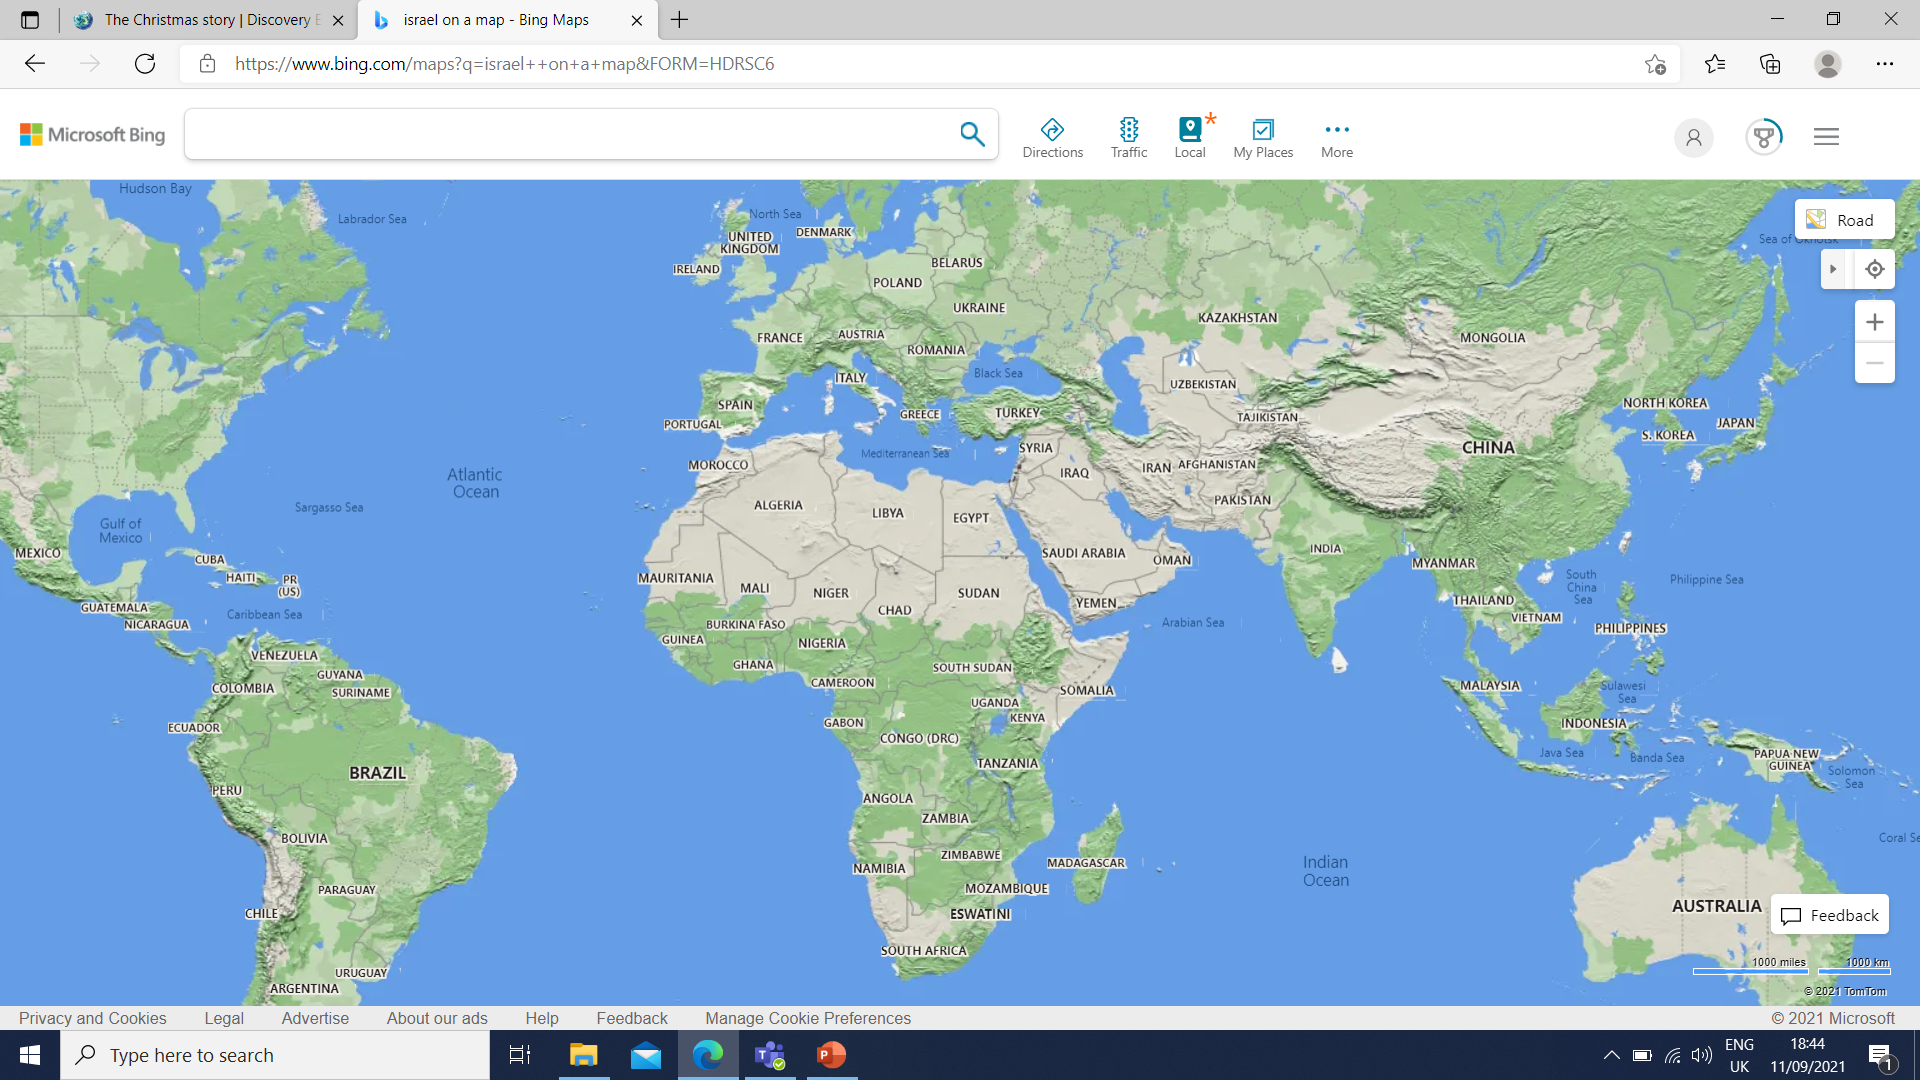 The Christmas story | Discovery E
israel on a map - Bing Maps
https://www.bing.com/maps?q=israel++on+a+map&FORM=HDRSC6
Microsoft Bing
Directions
Traffic
Local
My Places
More
Hudson Bay
Labrador Sea
North Sea
Road
Sea of Okhotsk
UNITED
KINGDOM
DENMARK
IRELAND
BELARUS
POLAND
UKRAINE
KAZAKHSTAN
FRANCE
AUSTRIA
ROMANIA
MONGOLIA
ITALY
Black Sea
UZBEKISTAN
SPAIN
GREECE
TURKEY
TAJIKISTAN
NORTH KOREA
PORTUGAL
JAPAN
S. KOREA
Mediterranean Sea
SYRIA
CHINA
MOROCCO
IRAQ
IRAN
AFGHANISTAN
Atlantic
Ocean
ALGERIA
LIBYA
EGYPT
PAKISTAN
Sargasso Sea
Gulf of
Mexico
MEXICO
CUBA
SAUDI ARABIA
OMAN
INDIA
MYANMAR
HAITI
PR
(US)
MAURITANIA
MALI
NIGER
SUDAN
South
China
Sea
Philippine Sea
GUATEMALA
Caribbean Sea
CHAD
YEMEN
THAILAND
NICARAGUA
BURKINA FASO
Arabian Sea
VIETNAM
PHILIPPINES
GUINEA
NIGERIA
VENEZUELA
GHANA
SOUTH SUDAN
GUYANA
COLOMBIA
SURINAME
CAMEROON
SOMALIA
MALAYSIA
Sulawesi
Sea
UGANDA
KENYA
ECUADOR
GABON
INDONESIA
CONGO (DRC)
Java Sea
Banda Sea
PAPUA NEW
GUINEA
Solomon
Sea
BRAZIL
TANZANIA
PERU
ANGOLA
ZAMBIA
BOLIVIA
Coral Se
ZIMBABWE
NAMIBIA
MADAGASCAR
Indian
Ocean
PARAGUAY
MOZAMBIQUE
CHILE
ESWATINI
AUSTRALIA
Feedback
SOUTH AFRICA
URUGUAY
ARGENTINA
1000 miles
1000 km
© 2021 TomTom
Privacy and Cookies
Legal
Advertise
About our ads
Help
Feedback
Manage Cookie Preferences
© 2021 Microsoft
Type here to search
ENG
UK
18:44
11/09/2021
1